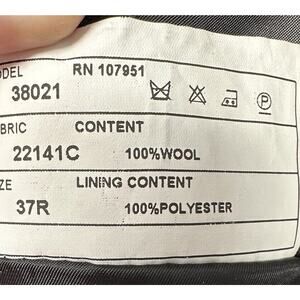 ODEL RN 107951
38021
P
BRIC CONTENT
22141C 100%WOOL
ZE LINING CONTENT
37R 100%POLYESTER